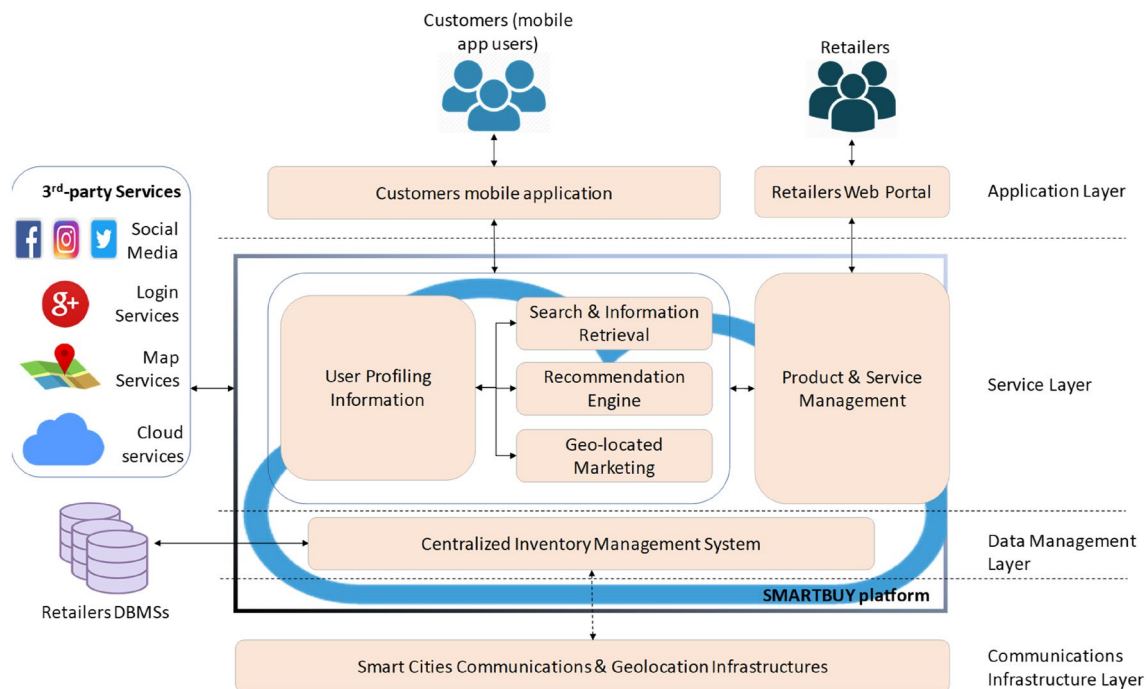 Customers (mobile
app users)
Retailers
3rd-party Services
Social
Media
g+
Login
Services
Map
Services
Cloud
services
Customers mobile application
Retailers Web Portal
Application Layer
User Profiling
Information
Search & Information
Retrieval
Recommendation
Engine
Geo-located
Marketing
Product & Service
Management
Service Layer
Retailers DBMSs
Centralized Inventory Management System
Data Management
Layer
SMARTBUY platform
Smart Cities Communications & Geolocation Infrastructures
Communications
Infrastructure Layer